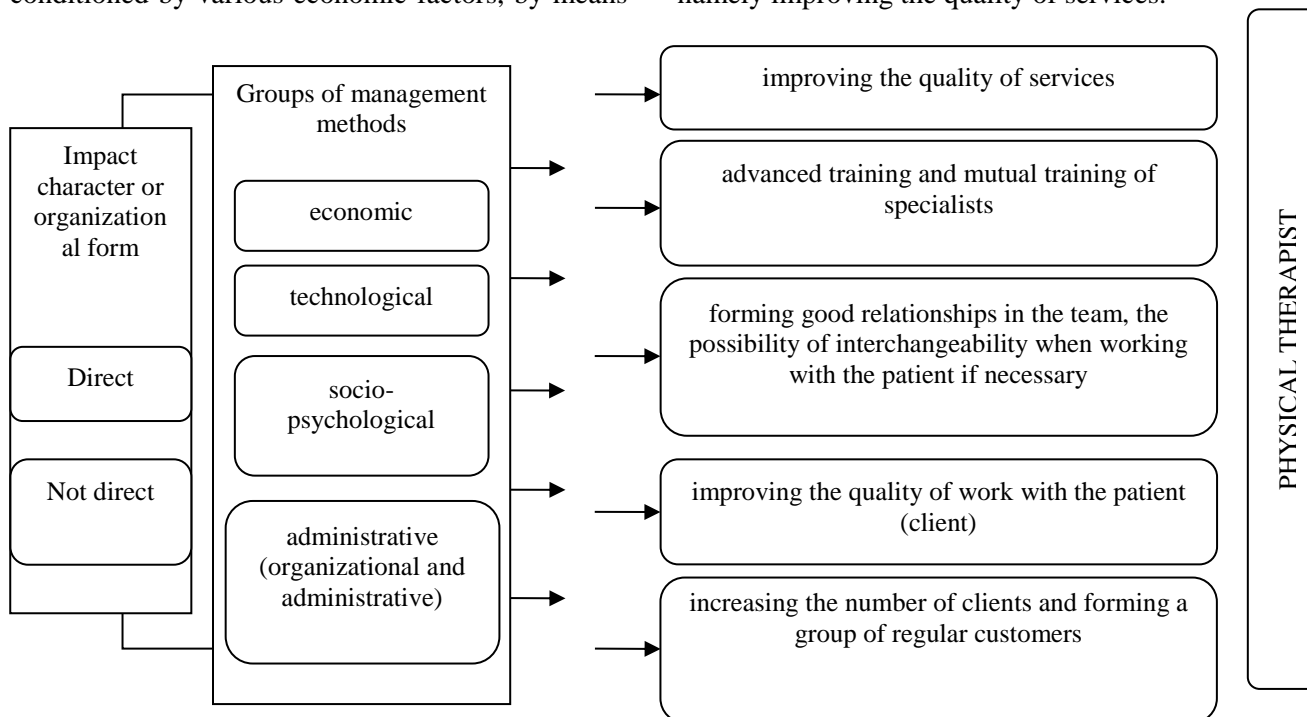 conditioned by various economic factors, by means
namely improving the quality of services.
Impact
character or
organization
al form
Direct
Not direct
Groups of management
methods
economic
technological
socio-
psychological
administrative
(organizational and
administrative)
improving the quality of services
advanced training and mutual training of
specialists
forming good relationships in the team, the
possibility of interchangeability when working
with the patient if necessary
improving the quality of work with the patient
(client)
increasing the number of clients and forming a
group of regular customers
PHYSICAL THERAPIST